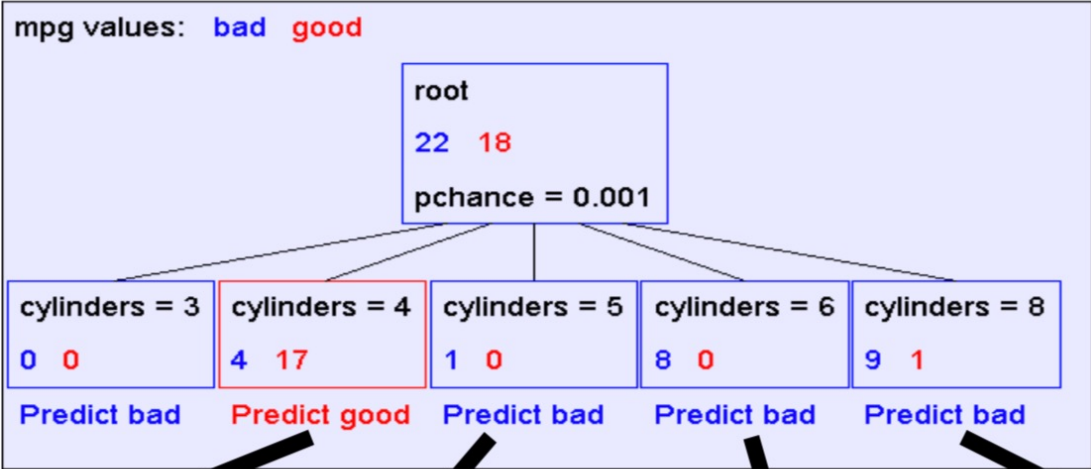 mpg values: bad good
root
22 18
pchance = 0.001
cylinders = 3 cylinders = 4 cylinders = 5 cylinders = 6 cylinders = 8
0 0 4 17 1 0 8 0 9 1
Predict bad Predict good Predict bad Predict bad Predict bad